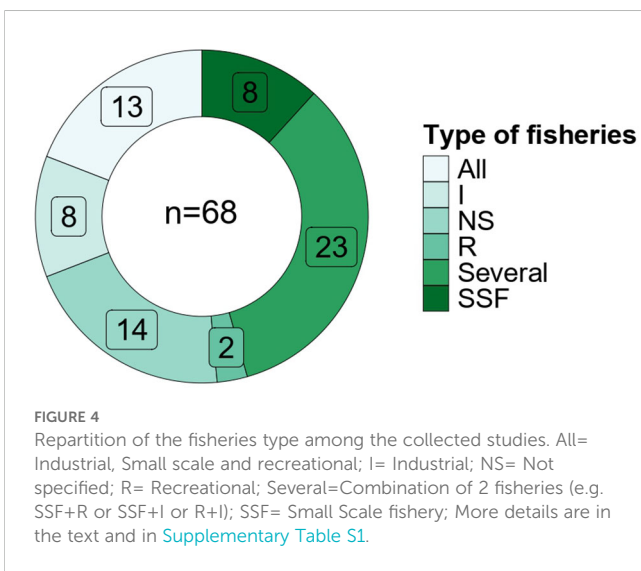 13
8
8
n=68
23
14
2
Type of fisheries
All
I
NS
R
Several
SSF
FIGURE 4
Repartition of the fisheries type among the collected studies. All=
Industrial, Small scale and recreational; I= Industrial; NS= Not
specified; R= Recreational; Several=Combination of 2 fisheries (e.g.
SSF+R or SSF+I or R+I); SSF= Small Scale fishery; More details are in
the text and in Supplementary Table S1.